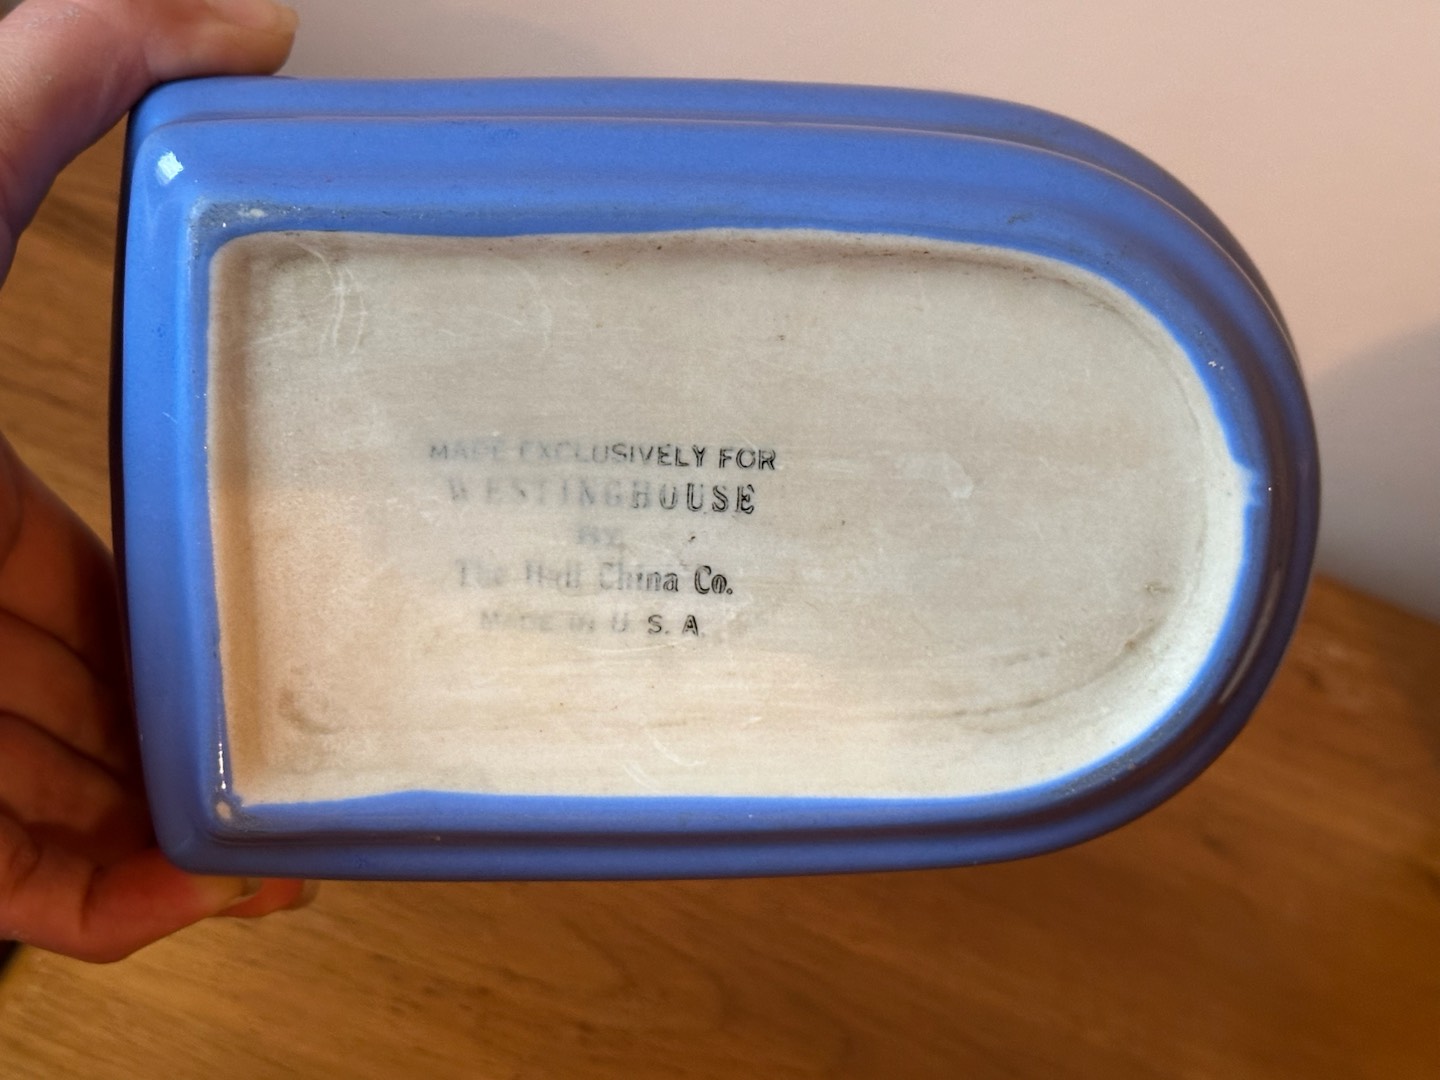 MADE EXCLUSIVELY FOR
WESTINGHOUSE
BY
The Hall China Co.
MADE IN U. S. A.